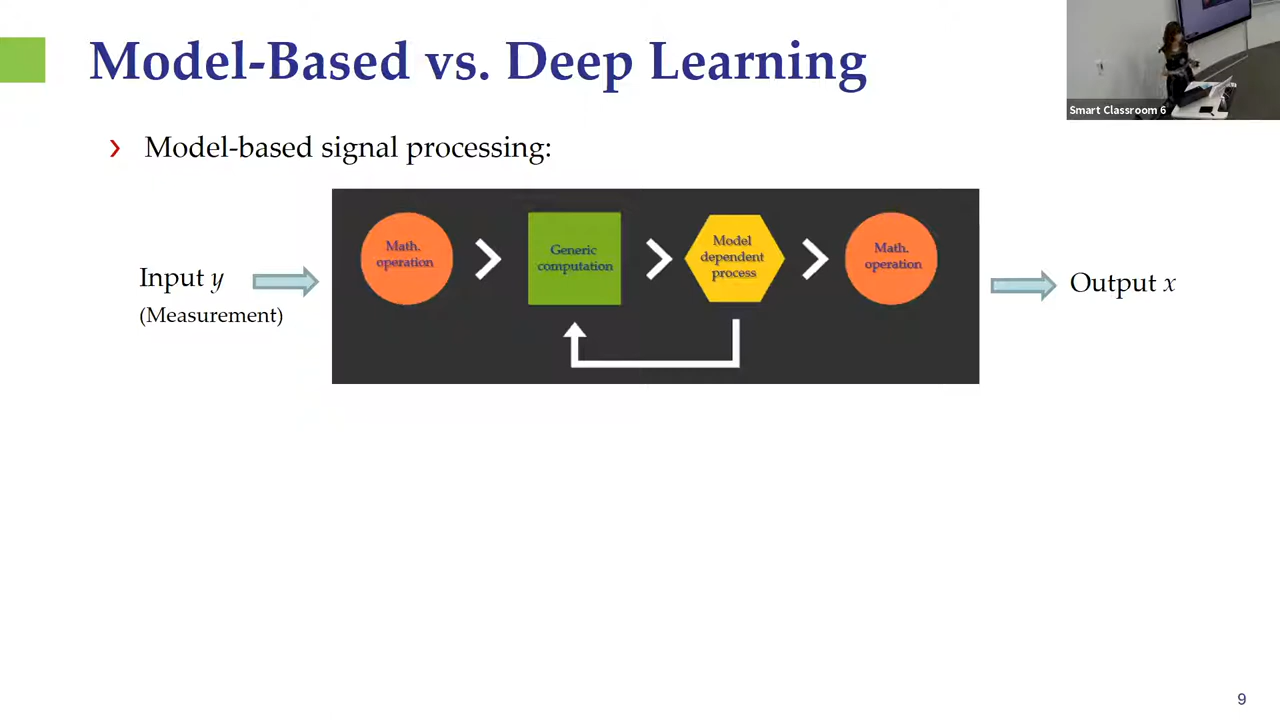 Model-Based vs. Deep Learning
Smart Classroom 6
› Model-based signal processing:
Math.
operation
Generic
computation
Model
dependent
process
Math.
operation
Input y
(Measurement)
Output x
9